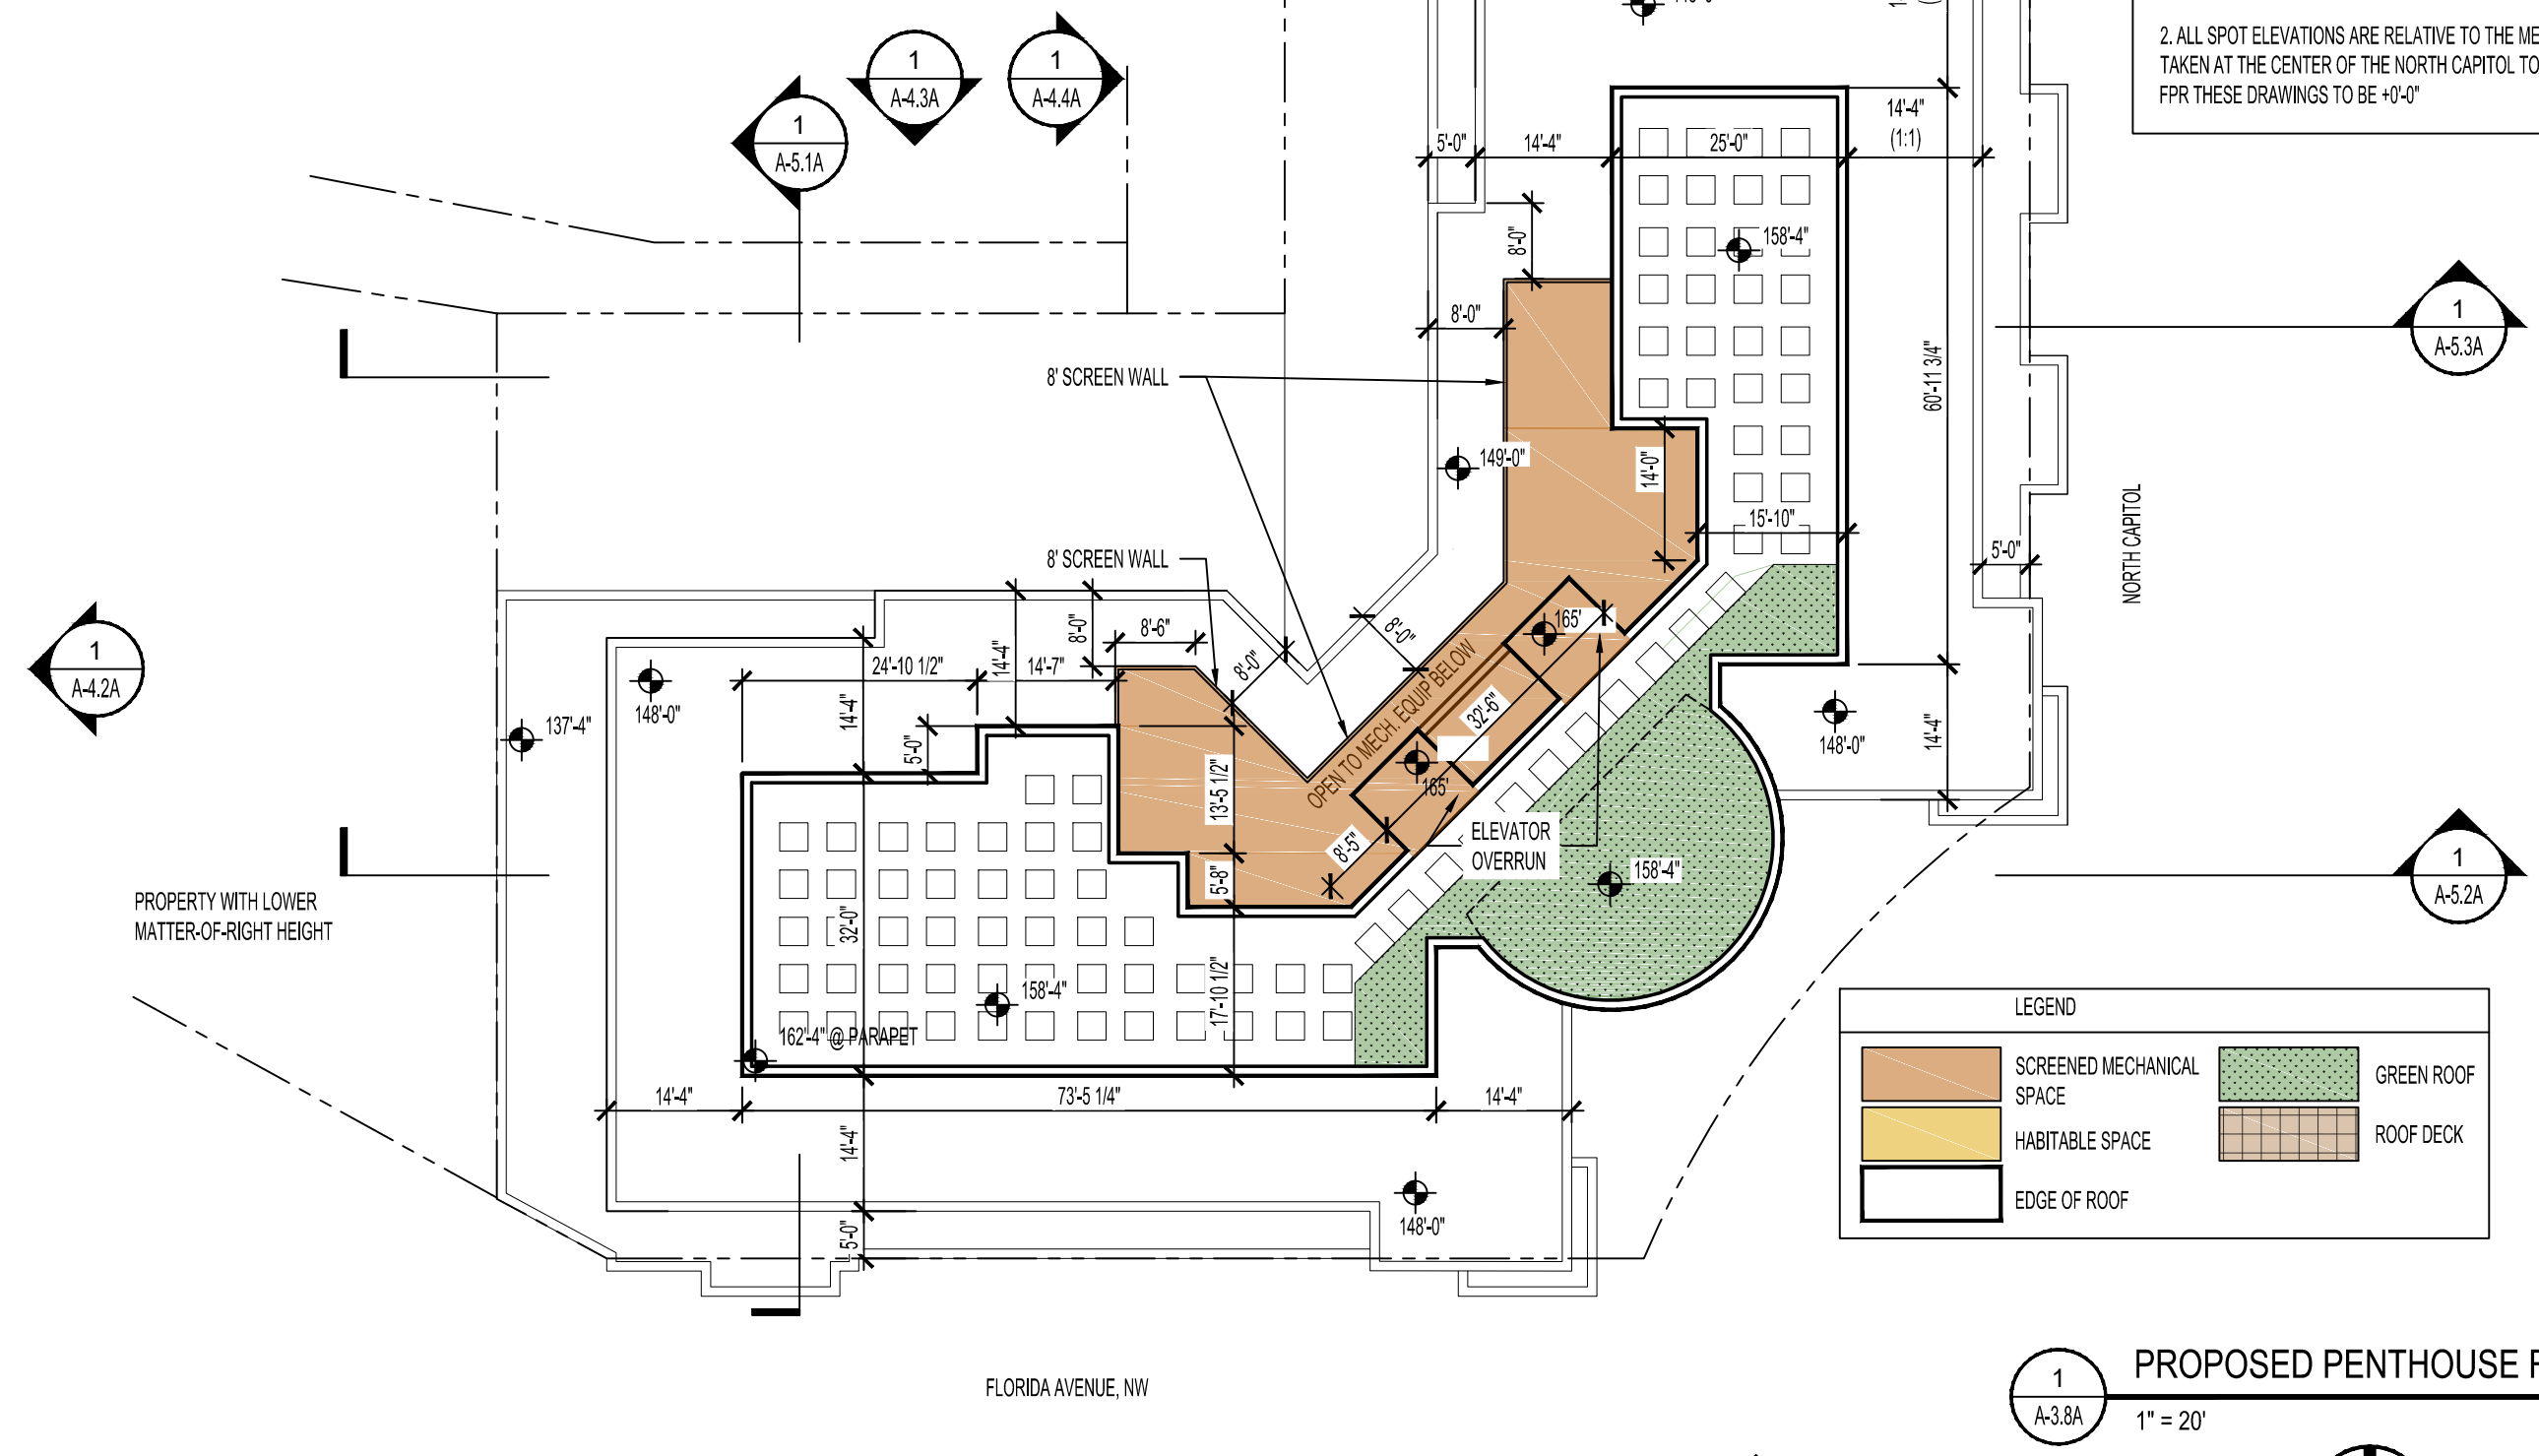 2. ALL SPOT ELEVATIONS ARE RELATIVE TO THE ME
TAKEN AT THE CENTER OF THE NORTH CAPITOL TO
FPR THESE DRAWINGS TO BE +0'-0"
1
A-4.3A
1
A-4.4A
1
A-5.1A
14'-4"
(1:1)
5'-0"
14'-4"
25'-0"
158'-4"
8'-0"
8'-0"
1
A-5.3A
60'-11 3/4"
8' SCREEN WALL
149'-0"
14'-0"
15'-10"
NORTH CAPITOL
5'-0"
8' SCREEN WALL
165'
8'-0"
8'-6"
8'-0"
8'-0"
1
A-4.2A
24'-10 1/2"
14'-4"
14'-7"
OPEN TO MECH. EQUIP BELOW
32'-6"
148'-0"
137'-4"
14'-4"
5'-0"
148'-0"
14'-4"
13'-5 1/2"
165'
8'-5"
ELEVATOR
OVERRUN
158'-4"
5'-8"
1
A-5.2A
PROPERTY WITH LOWER
MATTER-OF-RIGHT HEIGHT
32'-0"
17'-10 1/2"
158'-4"
162'-4" @ PARAPET
14'-4"
73'-5 1/4"
14'-4"
14'-4"
5'-0"
148'-0"
LEGEND
SCREENED MECHANICAL
SPACE
GREEN ROOF
HABITABLE SPACE
ROOF DECK
EDGE OF ROOF
FLORIDA AVENUE, NW
1
A-3.8A
PROPOSED PENTHOUSE
1" = 20'